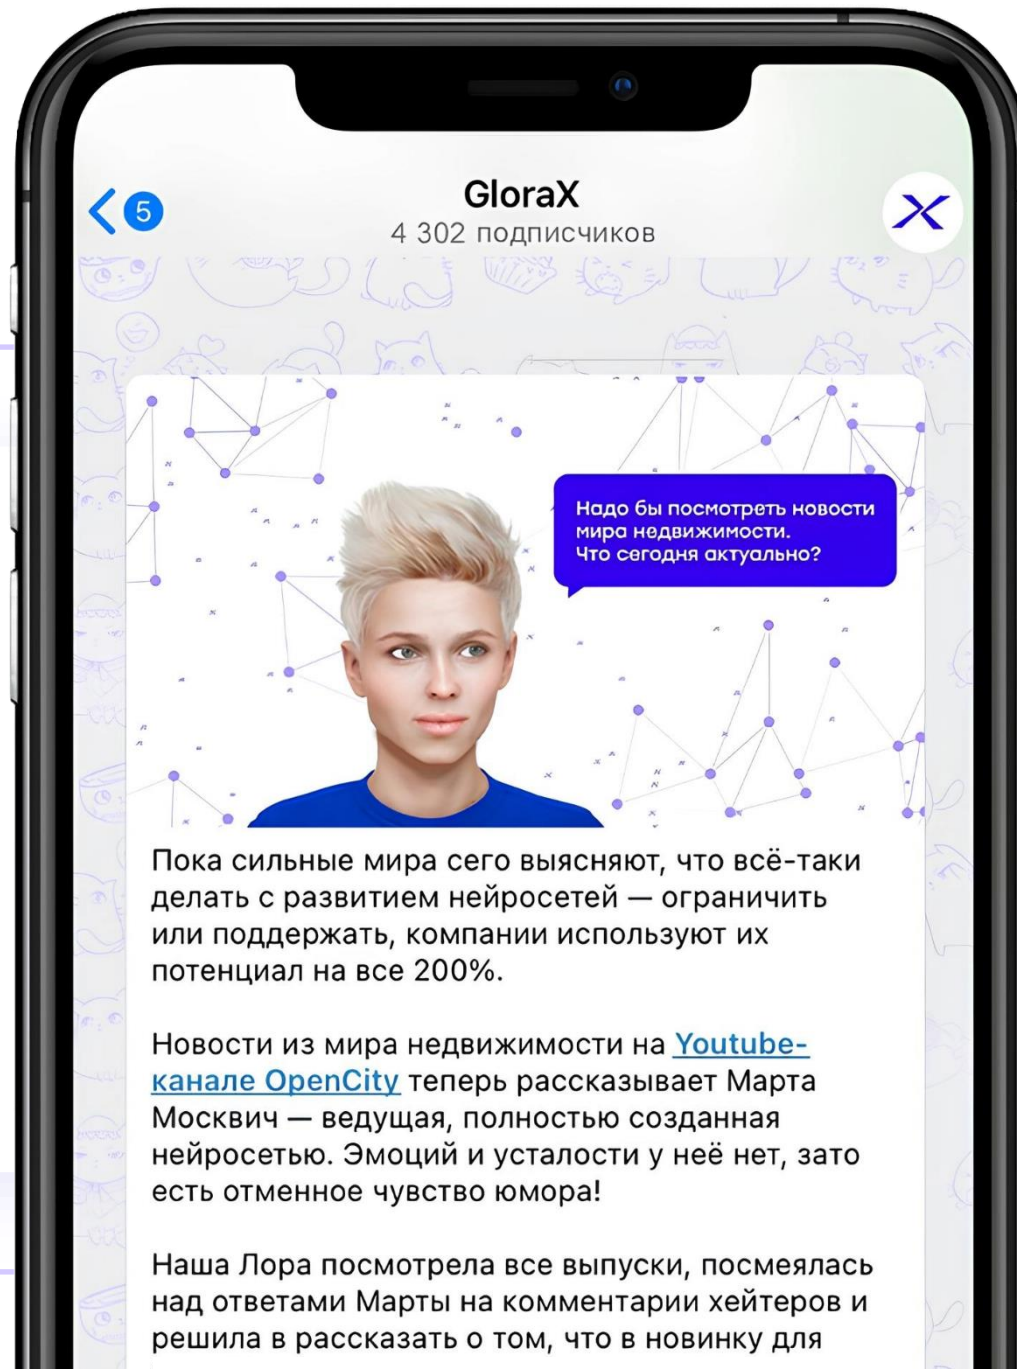 GloraX
5
4 302 подписчиков
Надо бы посмотреть новости
мира недвижимости.
Что сегодня актуально?
Пока сильные мира сего выясняют, что всё-таки
делать с развитием нейросетей — ограничить
или поддержать, компании используют их
потенциал на все 200%.
Новости из мира недвижимости на Youtube-
канале OpenCity теперь рассказывает Марта
Москвич — ведущая, полностью созданная
нейросетью. Эмоций и усталости у неё нет, зато
есть отменное чувство юмора!
Наша Лора посмотрела все выпуски, посмеялась
над ответами Марты на комментарии хейтеров и
решила в рассказать о том, что в новинку для